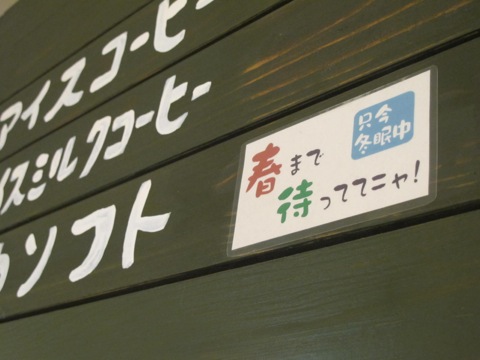 アイスコーヒー
イスミルクコーヒー
ソフト
只今
冬眠中
春まで
待っててニャ!